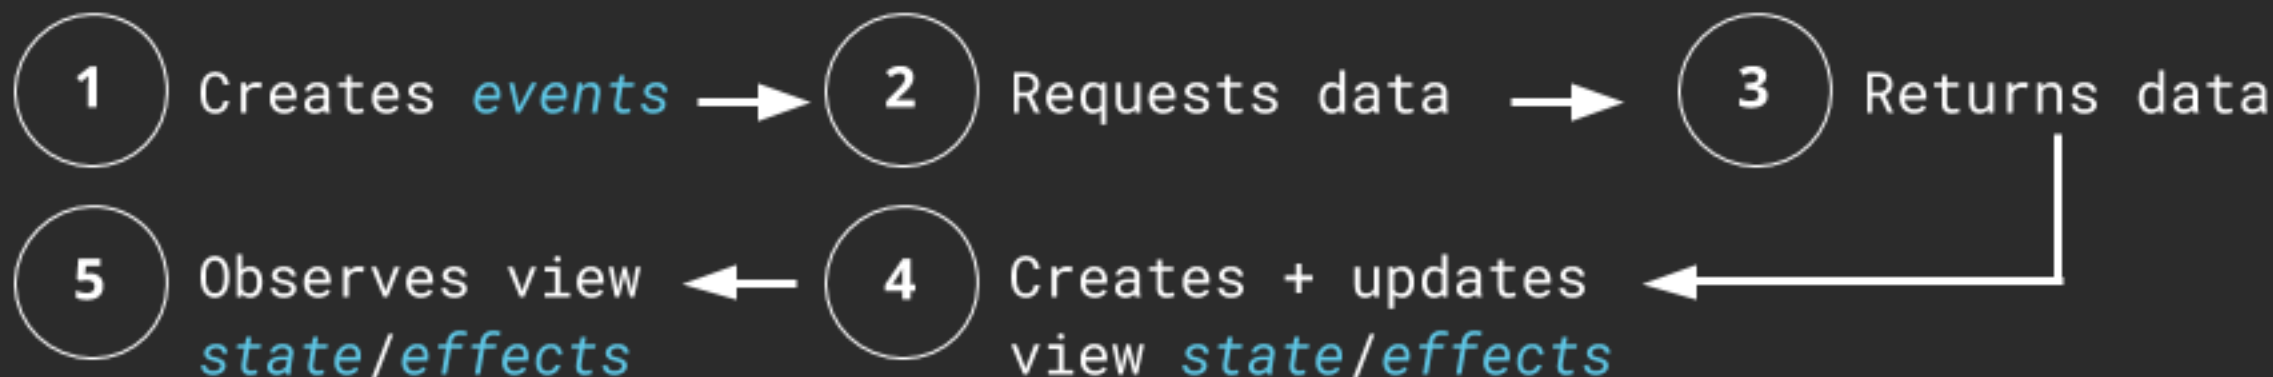 1 Creates events
2 Requests data
3 Returns data
5 Observes view
state/effects
4 Creates + updates
view state/effects